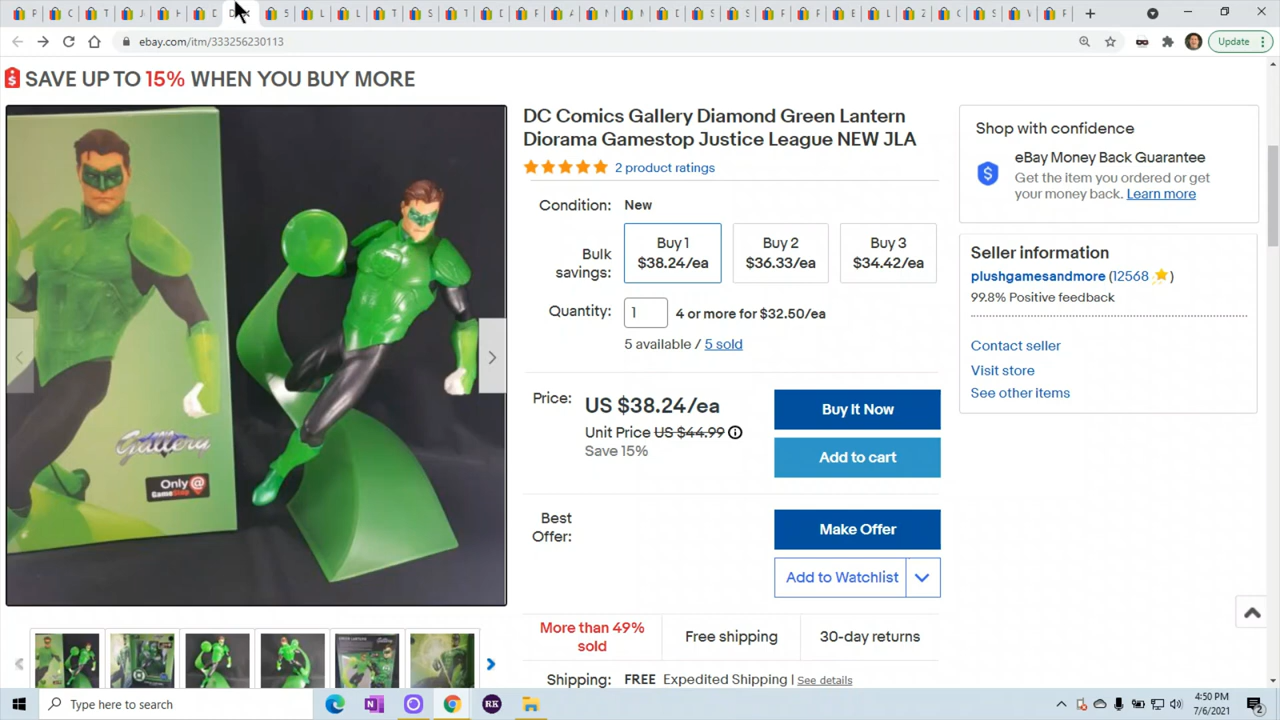 ebay.com/itm/333256230113
Update
SAVE UP TO 15% WHEN YOU BUY MORE
Gallery
Only @
GameStop
DC Comics Gallery Diamond Green Lantern
Diorama Gamestop Justice League NEW JLA
2 product ratings
Condition: New
Bulk savings:
Buy 1
$38.24/ea
Buy 2
$36.33/ea
Buy 3
$34.42/ea
Quantity: 1 4 or more for $32.50/ea
5 available / 5 sold
Price: US $38.24/ea
Unit Price US $44.99
Save 15%
Buy It Now
Add to cart
Best
Offer:
Make Offer
Add to Watchlist
More than 49%
sold
Free shipping
30-day returns
Shipping: FREE Expedited Shipping | See details
Shop with confidence
eBay Money Back Guarantee
Get the item you ordered or get
your money back. Learn more
Seller information
plushgamesandmore (12568 )
99.8% Positive feedback
Contact seller
Visit store
See other items
Type here to search
RK
4:50 PM
7/6/2021
2